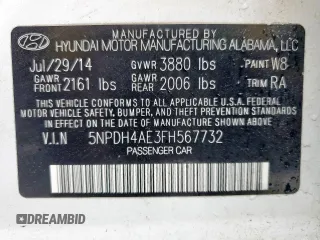 MANUFACTURED BY
HYUNDAI MOTOR MANUFACTURING ALABAMA, LLC
Jul/29/14 GVWR 3880 lbs PAINT W8
GAWR FRONT 2161 lbs GAWR REAR 2006 lbs TRIM RA
THIS VEHICLE CONFORMS TO ALL APPLICABLE U.S. FEDERAL
MOTOR VEHICLE SAFETY, BUMPER, AND THEFT PREVENTION
STANDARDS IN EFFECT ON THE DATE OF MANUFACTURE SHOWN ABOVE.
V.I.N 5NPDH4AE3FH567732
PASSENGER CAR
©DREAMBID